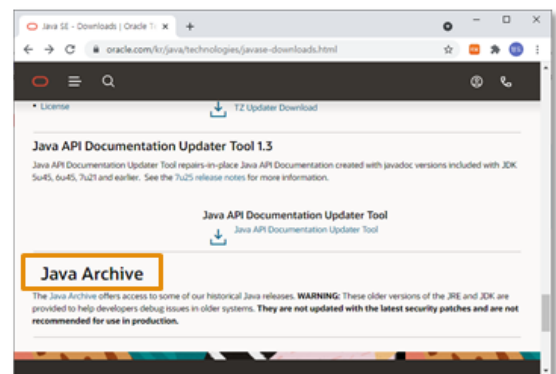 Java SE - Downloads | Oracle Te
oracle.com/kr/java/technologies/javase-downloads.html
• License
TZ Updater Download
Java API Documentation Updater Tool 1.3
Java API Documentation Updater Tool repairs-in-place Java API Documentation created with javadoc versions included with JDK
5u45, 6u45, 7u21 and earlier. See the 7u25 release notes for more information.
Java API Documentation Updater Tool
Java API Documentation Updater Tool
Java Archive
The Java Archive offers access to some of our historical Java releases. WARNING: These older versions of the JRE and JDK are
provided to help developers debug issues in older systems. They are not updated with the latest security patches and are not
recommended for use in production.